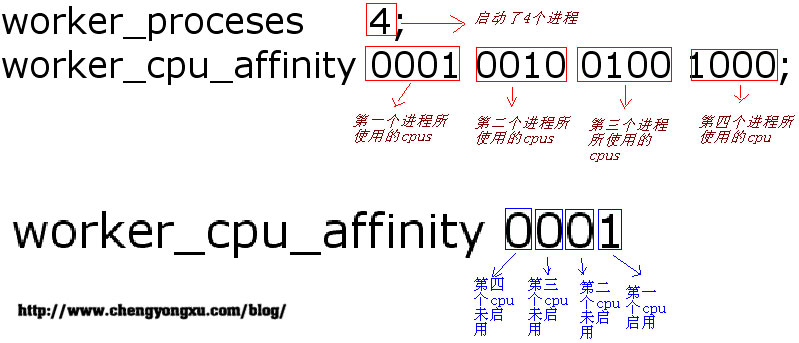 worker_proceses 4; 启动了4个进程
worker_cpu_affinity 0001 0010 0100 1000;
第一个进程所
使用的cpus
第二个进程所
使用的cpus
第三个进程
所使用的
cpus
第四个进程所
使用的cpu
worker_cpu_affinity 0001
第四
个cpu
未启
用
第三
个cpu
未启
用
第二
个cpu
未启
用
第一
个cpu
启用
http://www.chengyongxu.com/blog/